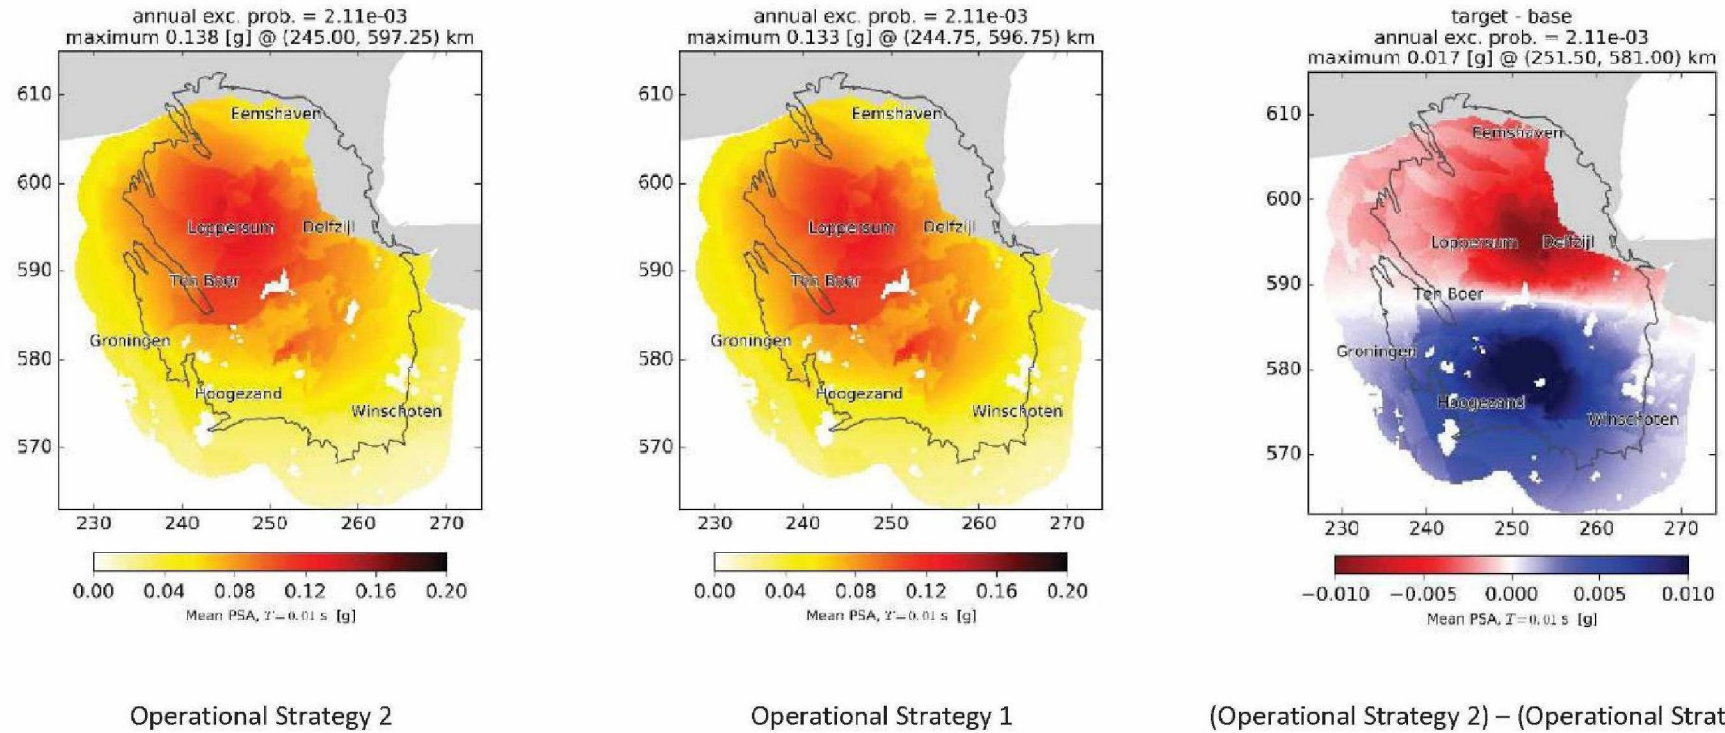 annual exc. prob. = 2.11e-03
maximum 0.138 [g] @ (245.00, 597.25) km
610
600
590
580
570
Eemshaven
Loppersum
Delfzijl
Ten Boer
Groningen
Hoogezand
Winschoten
230 240 250 260 270
0.00 0.04 0.08 0.12 0.16 0.20
Mean PSA, T=0.01 s [g]
Operational Strategy 2
annual exc. prob. = 2.11e-03
maximum 0.133 [g] @ (244.75, 596.75) km
610
600
590
580
570
Eemshaven
Loppersum
Delfzijl
Ten Boer
Groningen
Hoogezand
Winschoten
230 240 250 260 270
0.00 0.04 0.08 0.12 0.16 0.20
Mean PSA, T=0.01 s [g]
Operational Strategy 1
target - base
annual exc. prob. = 2.11e-03
maximum 0.017 [g] @ (251.50, 581.00) km
610
600
590
580
570
Eemshaven
Loppersum
Delfzijl
Ten Boer
Groningen
Hoogezand
Winschoten
230 240 250 260 270
−0.010 −0.005 0.000 0.005 0.010
Mean PSA, T=0.01 s [g]
(Operational Strategy 2) – (Operational Strat